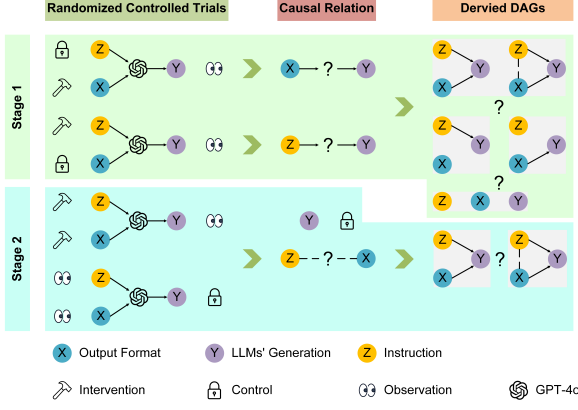 Randomized Controlled Trials Causal Relation Dervied DAGs
Stage 1
Z Z Z
Y X ? Y Y Y
X X X
?
Z Z Z
Y Z ? Y Y Y
X X X
?
Z X Y
Stage 2
Z Y Z Z
Y Y ? Y
X Z ? X X X
Z
Y
X
X Output Format Y LLMs' Generation Z Instruction
Intervention Control Observation GPT-4o